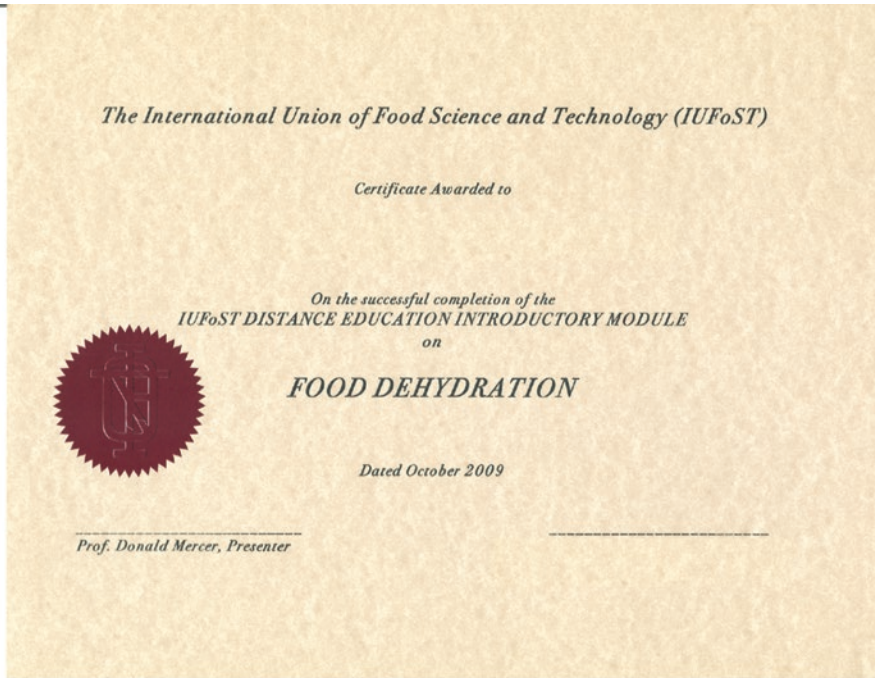 The International Union of Food Science and Technology (IUFoST)
Certificate Awarded to
On the successful completion of the
IUFoST DISTANCE EDUCATION INTRODUCTORY MODULE
on
FOOD DEHYDRATION
Dated October 2009
Prof. Donald Mercer, Presenter